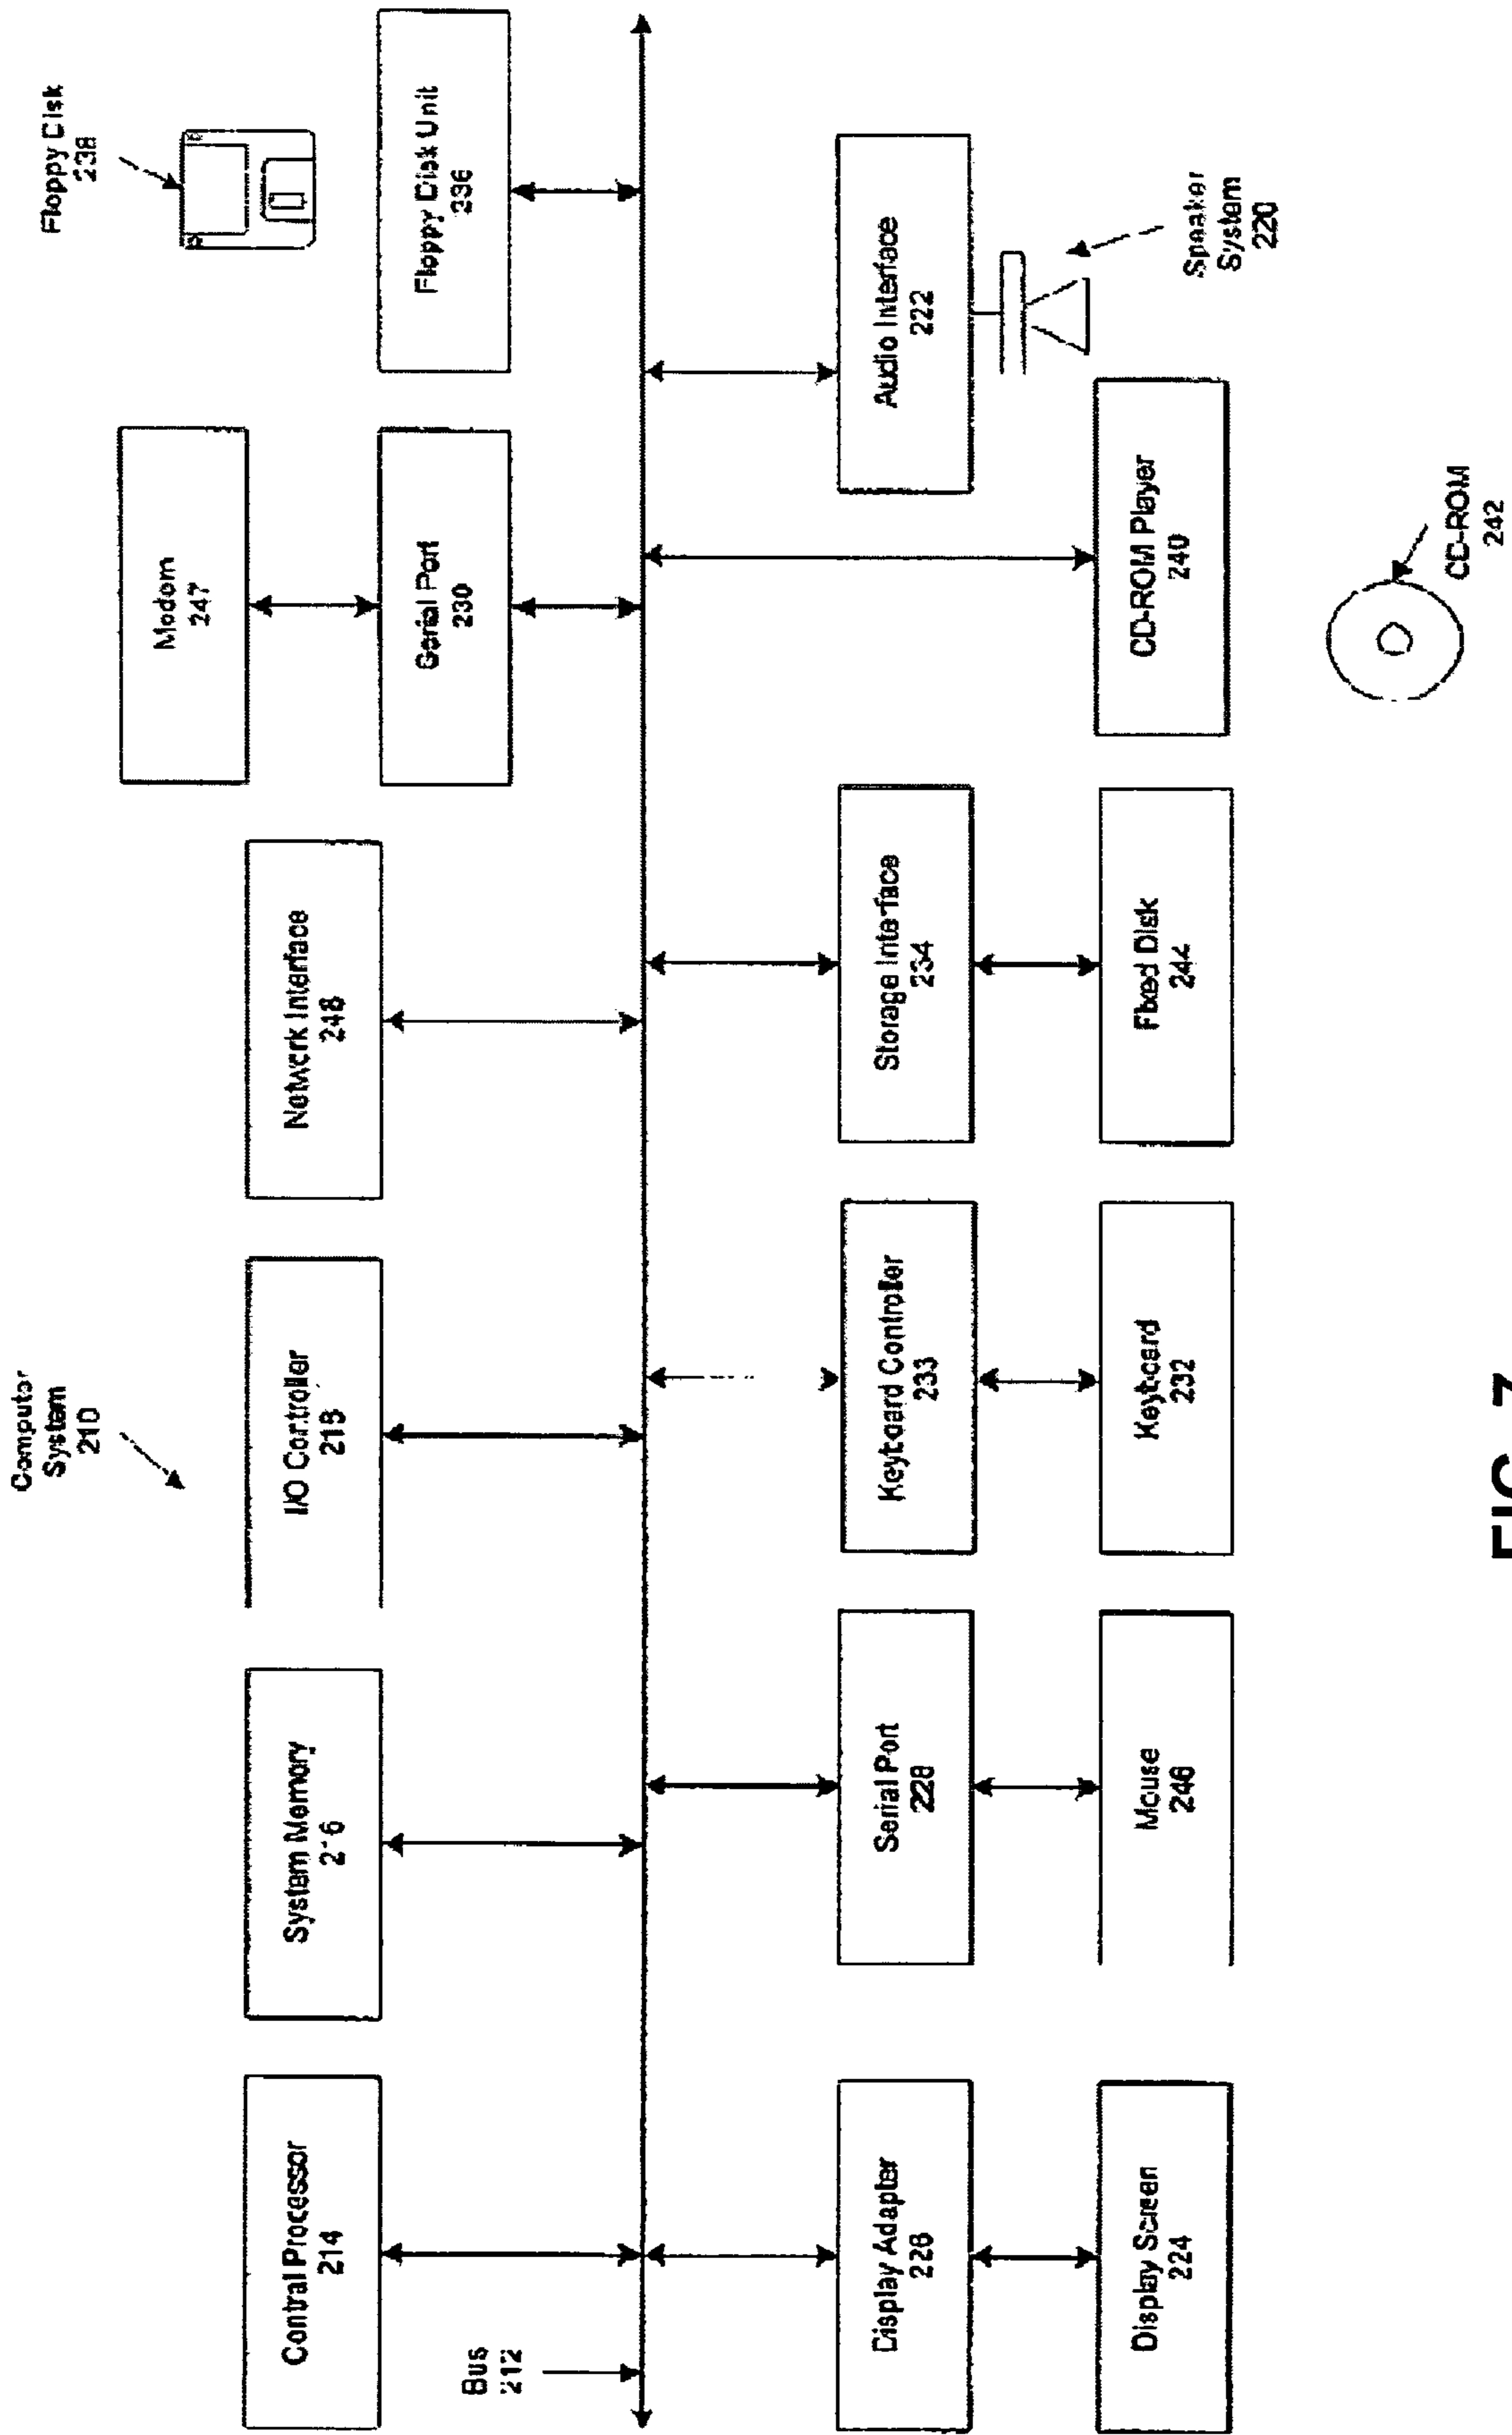 Computer
System
210
Floppy Disk
238
Modem
247
Central Processor
214
System Memory
216
I/O Controller
218
Network Interface
248
Serial Port
230
Floppy Disk Unit
236
Bus
212
Display Adapter
226
Serial Port
228
Keyboard Controller
233
Storage Interface
234
Audio Interface
222
Display Screen
224
Mouse
246
Keyboard
232
Fixed Disk
244
CD-ROM Player
240
Speaker
System
220
CD-ROM
242